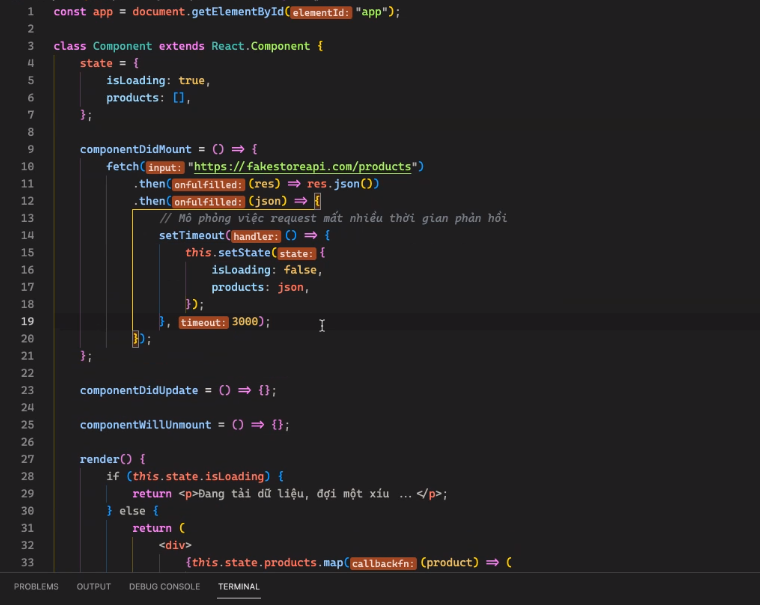 1 const app = document.getElementById(elementId: "app");
2
3 class Component extends React.Component {
4 state = {
5 isLoading: true,
6 products: [],
7 };
8
9 componentDidMount = () => {
10 fetch(input: "https://fakestoreapi.com/products")
11 .then(onfulfilled: (res) => res.json())
12 .then(onfulfilled: (json) => {
13 // Mô phỏng việc request mất nhiều thời gian phản hồi
14 setTimeout(handler: () => {
15 this.setState(state: {
16 isLoading: false,
17 products: json,
18 });
19 }, timeout: 3000);
20 });
21 };
22
23 componentDidUpdate = () => {};
24
25 componentWillUnmount = () => {};
26
27 render() {
28 if (this.state.isLoading) {
29 return <p>Đang tải dữ liệu, đợi một xíu ...</p>;
30 } else {
31 return (
32 <div>
33 {this.state.products.map(callbackfn: (product) => (
PROBLEMS OUTPUT DEBUG CONSOLE TERMINAL